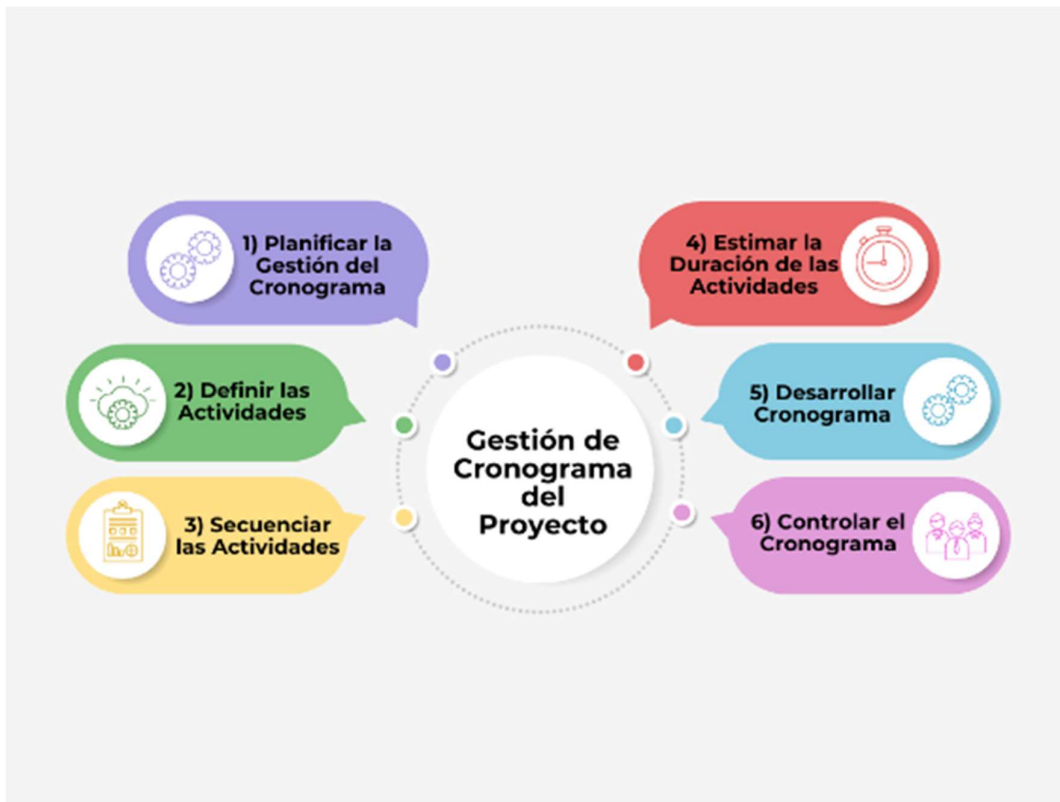 1) Planificar la
Gestión del
Cronograma
2) Definir las
Actividades
3) Secuenciar
las Actividades
Gestión de
Cronograma
del
Proyecto
4) Estimar la
Duración de las
Actividades
5) Desarrollar
Cronograma
6) Controlar el
Cronograma